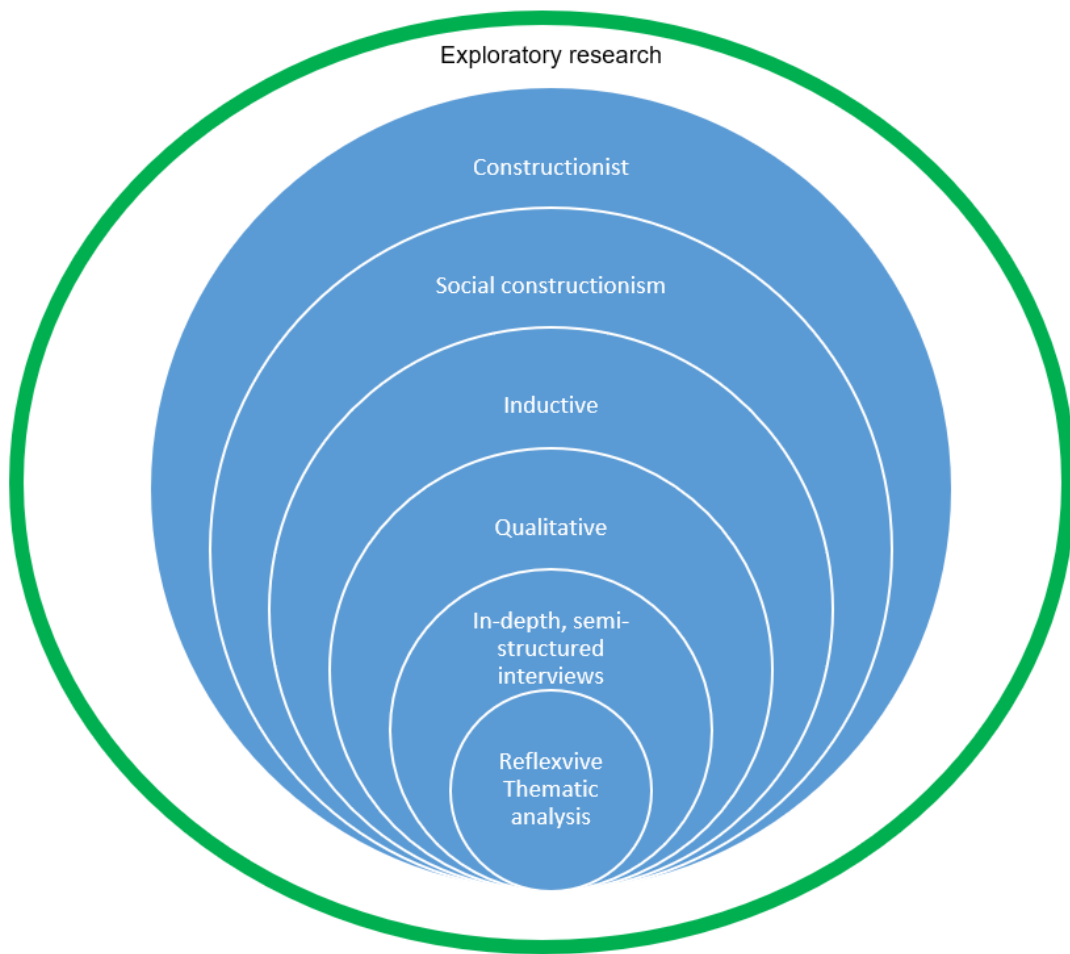 Exploratory research
Constructionist
Social constructionism
Inductive
Qualitative
In-depth, semi-
structured
interviews
Reflexvive
Thematic
analysis